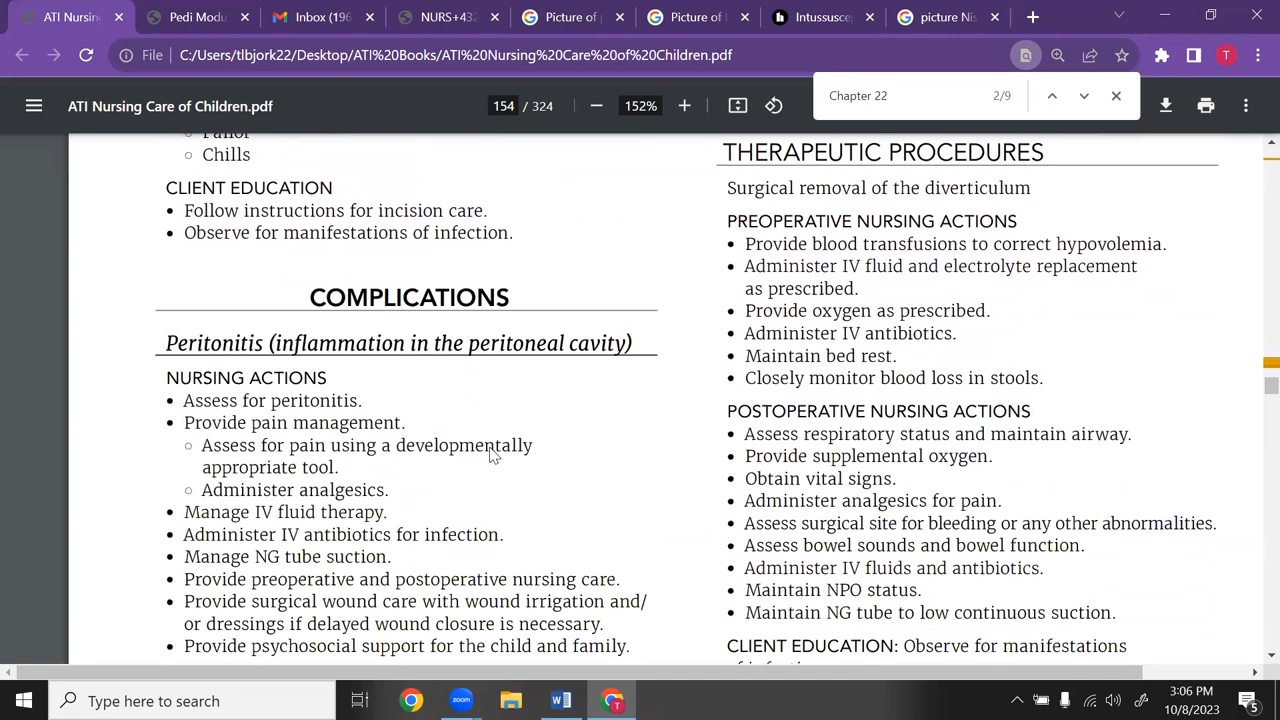 ATI Nursin
Pedi Modu
Inbox (196
NURS+432
Picture of p
Picture of
Intussuscep
picture Nis
File
C:/Users/tlbjork22/Desktop/ATI%20Books/ATI%20Nursing%20Care%20of%20Children.pdf
T
Chapter 22
2/9
ATI Nursing Care of Children.pdf
154 / 324
152%
Pallor
Chills
CLIENT EDUCATION
• Follow instructions for incision care.
• Observe for manifestations of infection.
COMPLICATIONS
Peritonitis (inflammation in the peritoneal cavity)
NURSING ACTIONS
• Assess for peritonitis.
• Provide pain management.
○ Assess for pain using a developmentally
appropriate tool.
○ Administer analgesics.
• Manage IV fluid therapy.
• Administer IV antibiotics for infection.
• Manage NG tube suction.
• Provide preoperative and postoperative nursing care.
• Provide surgical wound care with wound irrigation and/
or dressings if delayed wound closure is necessary.
• Provide psychosocial support for the child and family.
THERAPEUTIC PROCEDURES
Surgical removal of the diverticulum
PREOPERATIVE NURSING ACTIONS
• Provide blood transfusions to correct hypovolemia.
• Administer IV fluid and electrolyte replacement
as prescribed.
• Provide oxygen as prescribed.
• Administer IV antibiotics.
• Maintain bed rest.
• Closely monitor blood loss in stools.
POSTOPERATIVE NURSING ACTIONS
• Assess respiratory status and maintain airway.
• Provide supplemental oxygen.
• Obtain vital signs.
• Administer analgesics for pain.
• Assess surgical site for bleeding or any other abnormalities.
• Assess bowel sounds and bowel function.
• Administer IV fluids and antibiotics.
• Maintain NPO status.
• Maintain NG tube to low continuous suction.
CLIENT EDUCATION: Observe for manifestations
Type here to search
zoom
3:06 PM
10/8/2023
5